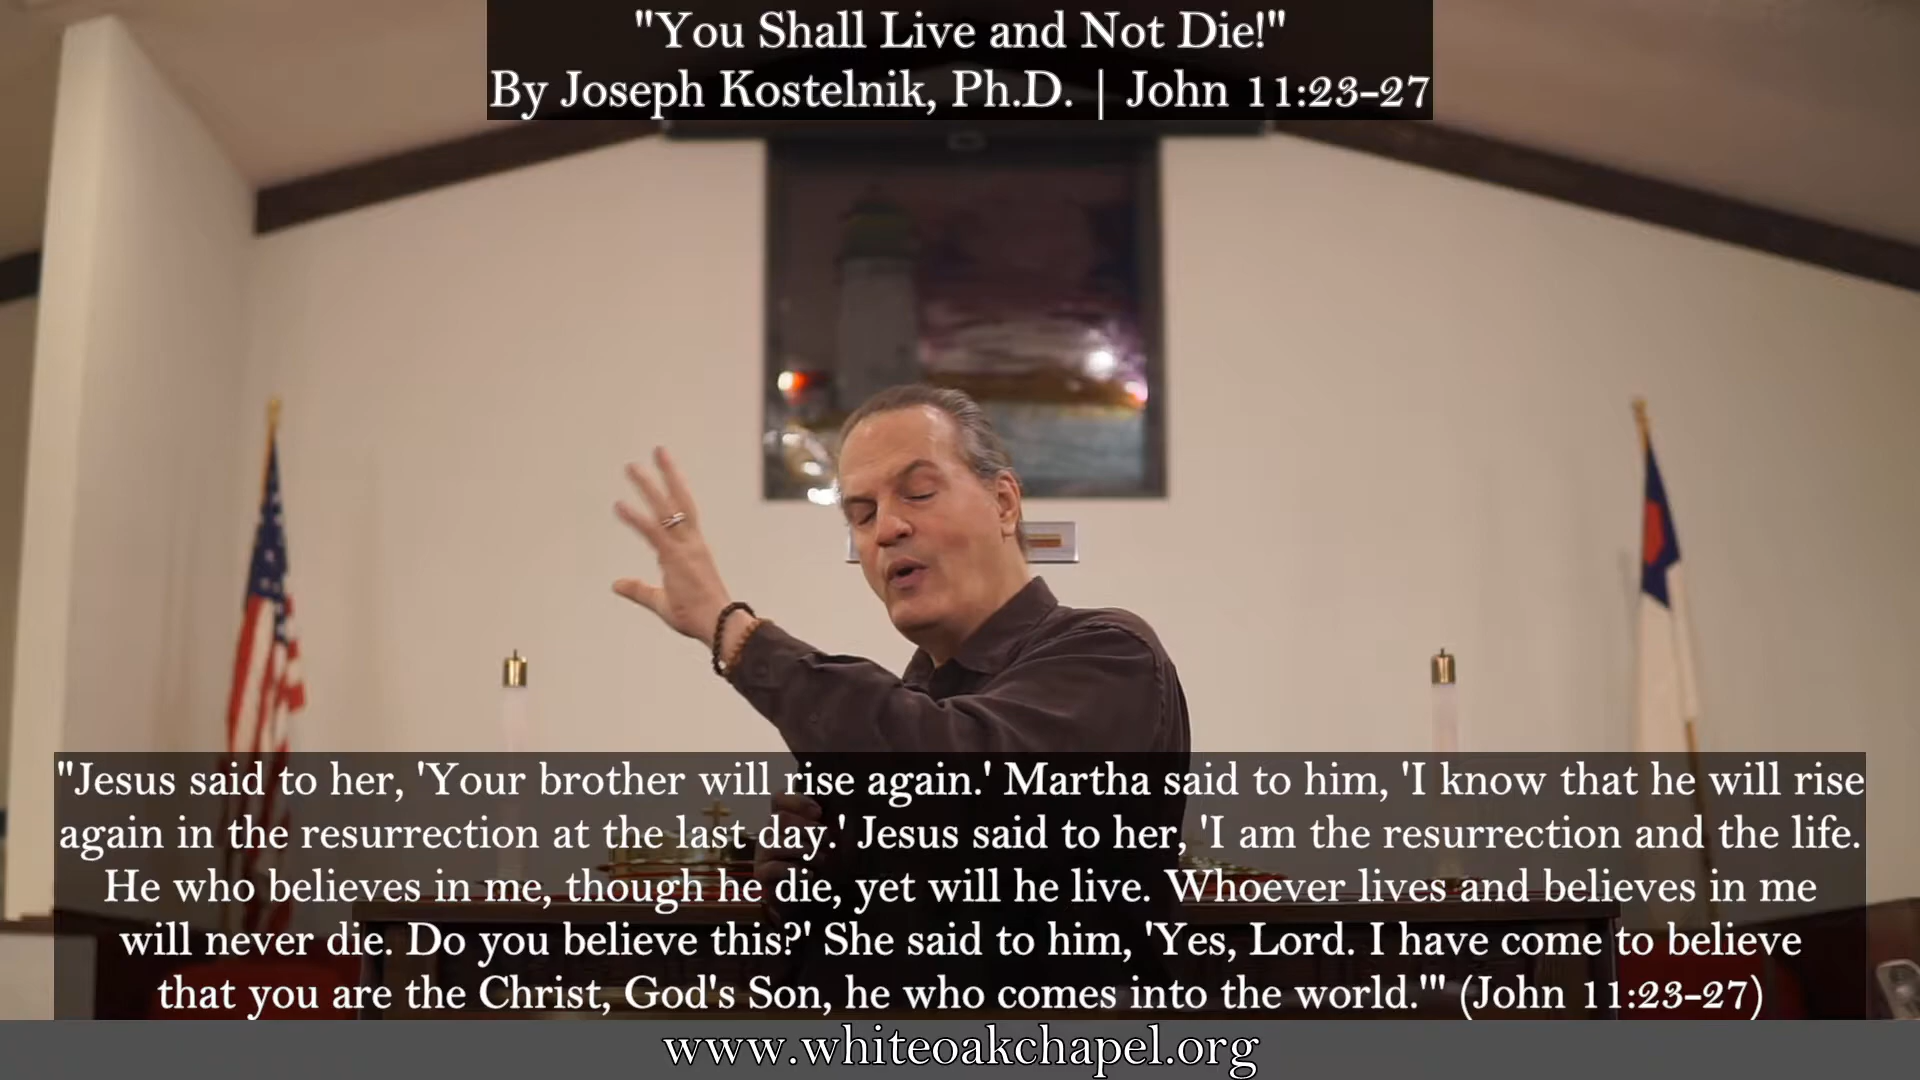 "You Shall Live and Not Die!"
By Joseph Kostelnik, Ph.D. | John 11:23-27
"Jesus said to her, 'Your brother will rise again.' Martha said to him, 'I know that he will rise
again in the resurrection at the last day.' Jesus said to her, 'I am the resurrection and the life.
He who believes in me, though he die, yet will he live. Whoever lives and believes in me
will never die. Do you believe this?' She said to him, 'Yes, Lord. I have come to believe
that you are the Christ, God's Son, he who comes into the world.'" (John 11:23-27)
www.whiteoakchapel.org